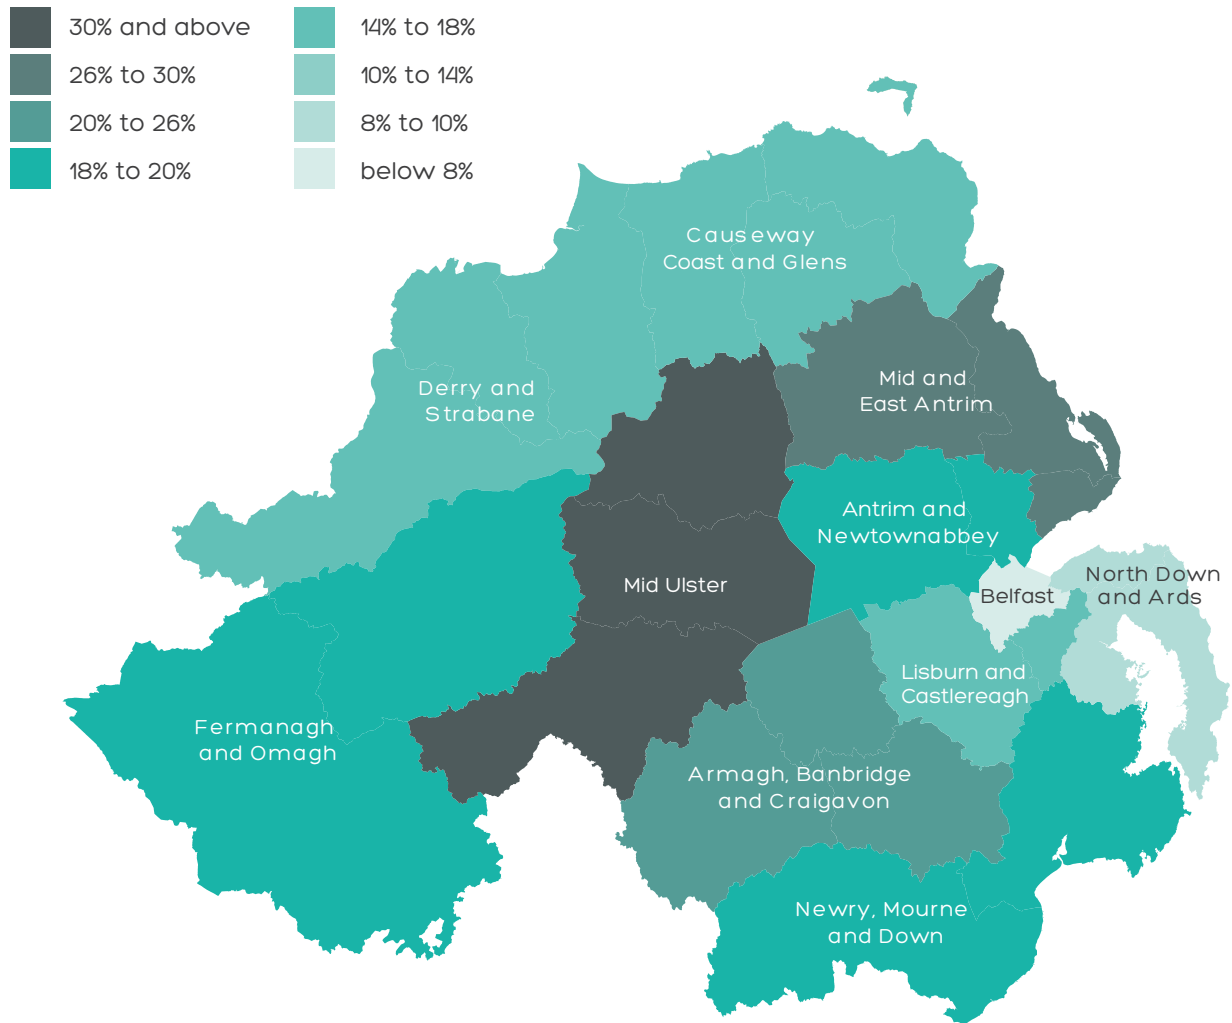 30% and above
26% to 30%
20% to 26%
18% to 20%
14% to 18%
10% to 14%
8% to 10%
below 8%
Causeway
Coast and Glens
Derry and
Strabane
Mid and
East Antrim
Antrim and
Newtownabbey
Mid Ulster
Belfast
North Down
and Ards
Lisburn and
Castlereagh
Fermanagh
and Omagh
Armagh, Banbridge
and Craigavon
Newry, Mourne
and Down